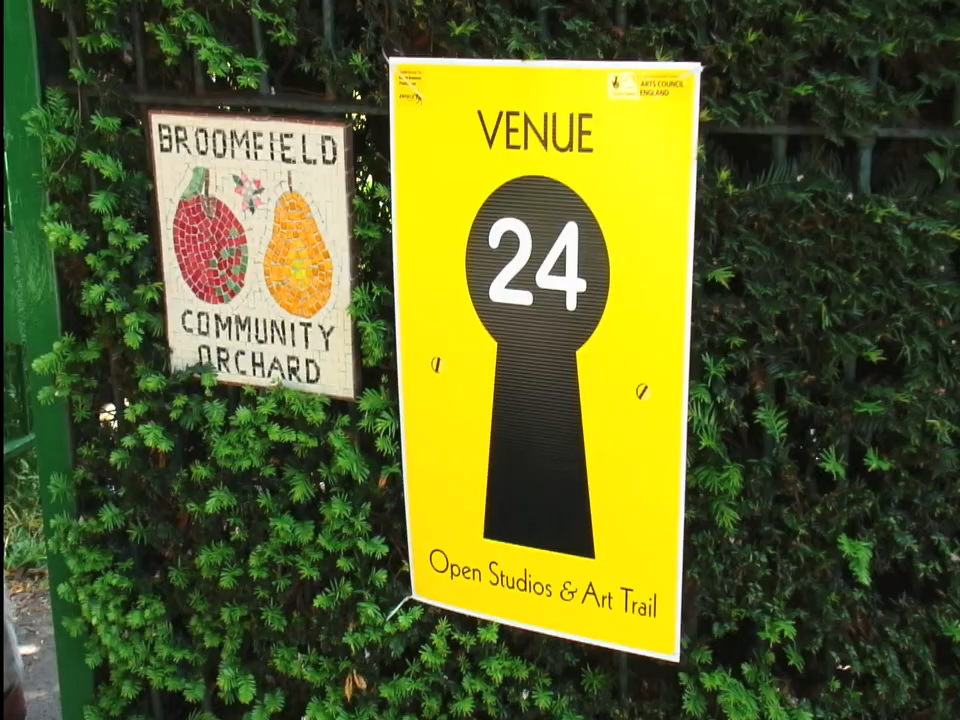 BROOMFIELD
COMMUNITY
ORCHARD
ARTS COUNCIL
ENGLAND
VENUE
24
Open Studios & Art Trail